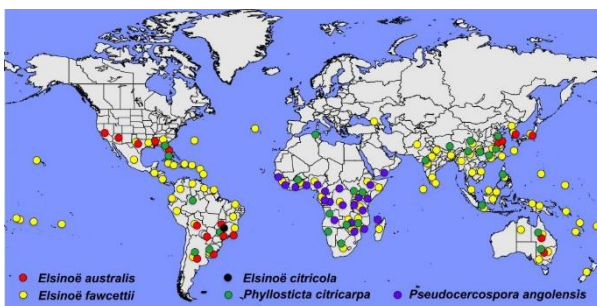 Elsinoë australis
Elsinoë citricola
Elsinoë fawcettii
Phyllosticta citricarpa
Pseudocercospora angolensis